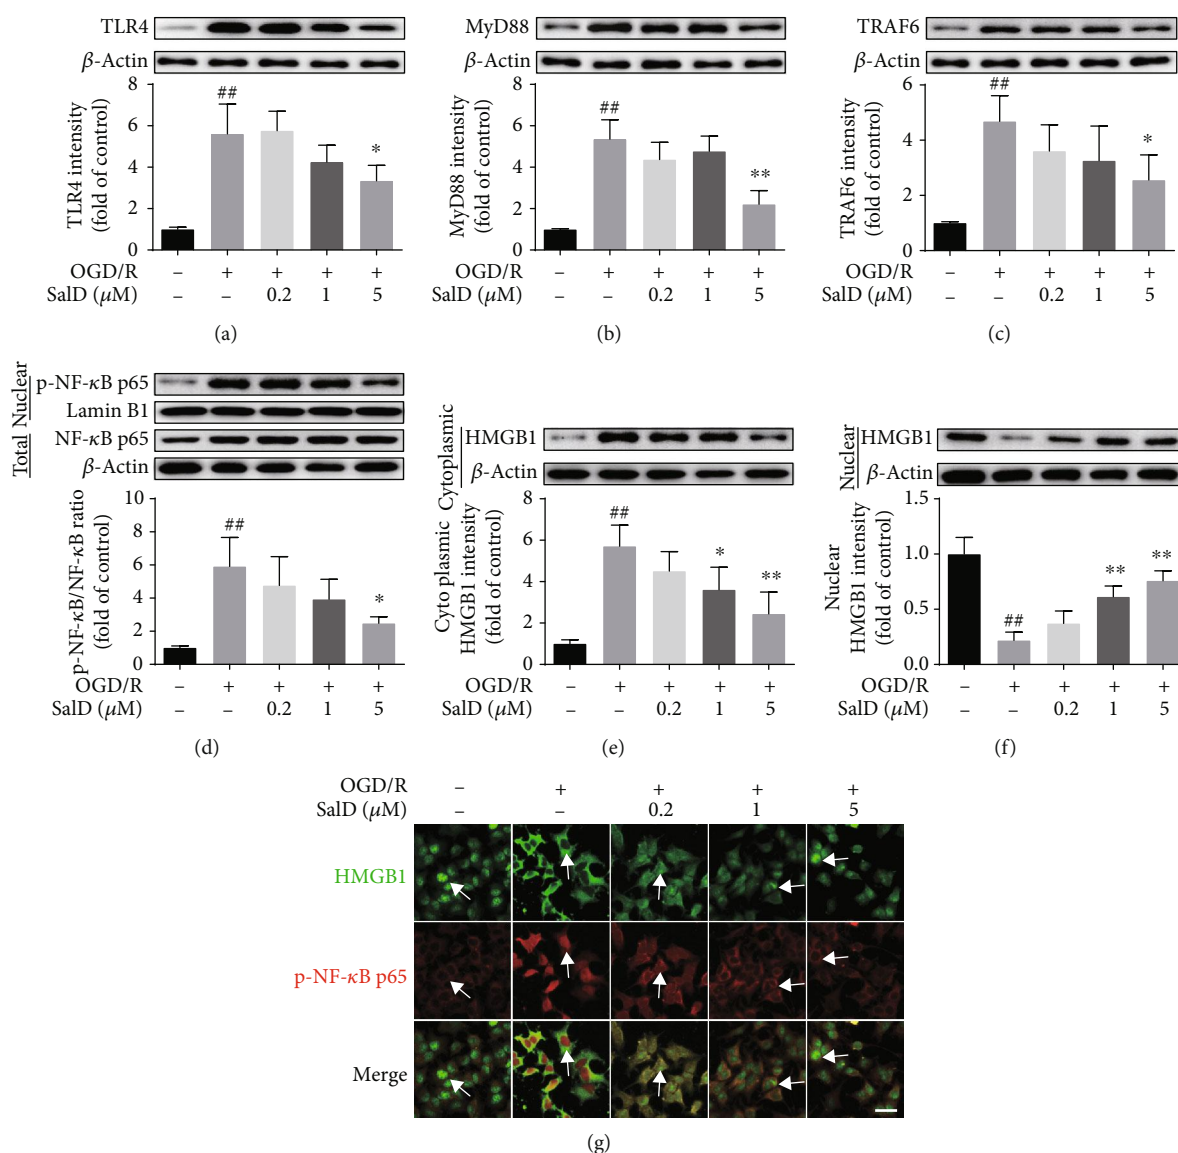 TLR4
β-Actin
TLR4 intensity
(fold of control)
8
6
4
2
0
##
*
OGD/R – + + + +
SalD (μM) – – 0.2 1 5
(a)
MyD88
β-Actin
MyD88 intensity
(fold of control)
8
6
4
2
0
##
**
OGD/R – + + + +
SalD (μM) – – 0.2 1 5
(b)
TRAF6
β-Actin
TRAF6 intensity
(fold of control)
6
4
2
0
##
*
OGD/R – + + + +
SalD (μM) – – 0.2 1 5
(c)
Nuclear
p-NF-κB p65
Lamin B1
Total
NF-κB p65
β-Actin
p-NF-κB/NF-κB ratio
(fold of control)
10
8
6
4
2
0
##
*
OGD/R – + + + +
SalD (μM) – – 0.2 1 5
(d)
Cytoplasmic
HMGB1
β-Actin
Cyto plasmic
HMGB1 intensity
(fold of control)
8
6
4
2
0
##
*
**
OGD/R – + + + +
SalD (μM) – – 0.2 1 5
(e)
Nuclear
HMGB1
β-Actin
Nuclear
HMGB1 intensity
(fold of control)
1.5
1.0
0.5
0.0
##
**
**
OGD/R – + + + +
SalD (μM) – – 0.2 1 5
(f)
OGD/R – + + + +
SalD (μM) – – 0.2 1 5
HMGB1
p-NF-κB p65
Merge
(g)